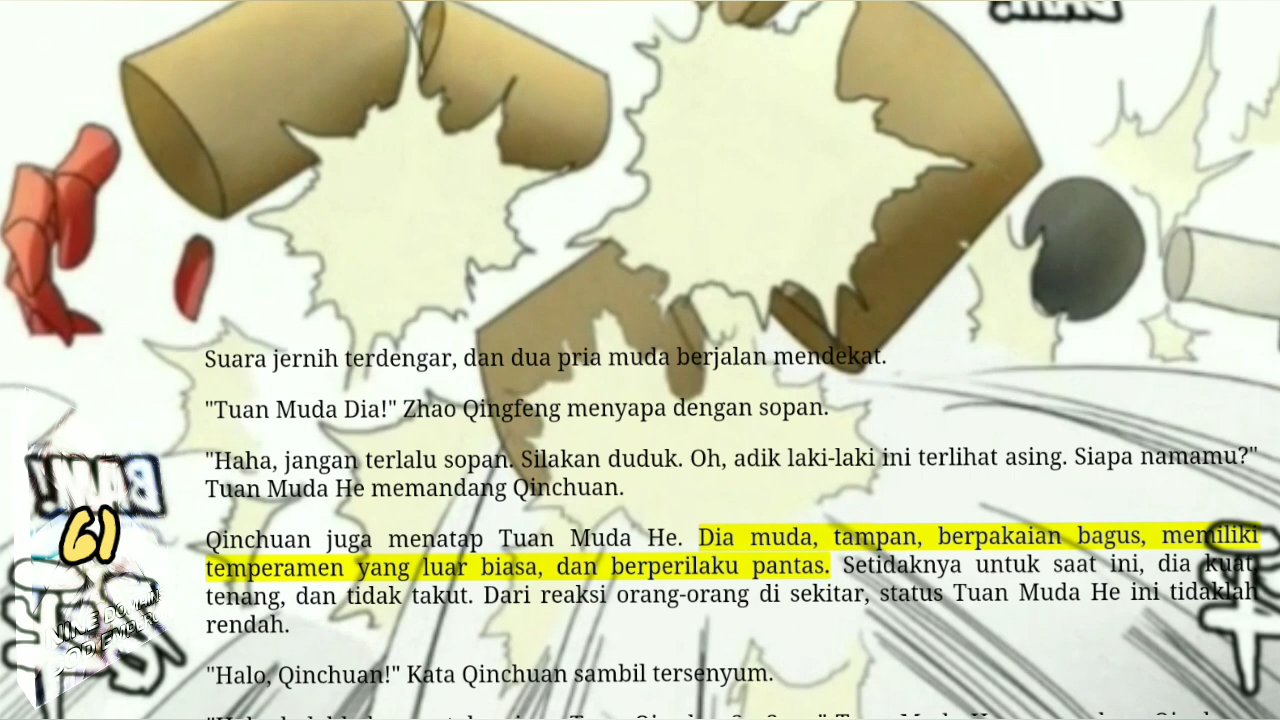 Suara jernih terdengar, dan dua pria muda berjalan mendekat.
"Tuan Muda Dia!" Zhao Qingfeng menyapa dengan sopan.
"Haha, jangan terlalu sopan. Silakan duduk. Oh, adik laki-laki ini terlihat asing. Siapa namamu?"
Tuan Muda He memandang Qinchuan.
Qinchuan juga menatap Tuan Muda He. Dia muda, tampan, berpakaian bagus, memiliki
temperamen yang luar biasa, dan berperilaku pantas. Setidaknya untuk saat ini, dia kuat,
tenang, dan tidak takut. Dari reaksi orang-orang di sekitar, status Tuan Muda He ini tidaklah
rendah.
"Halo, Qinchuan!" Kata Qinchuan sambil tersenyum.
BAM!
61